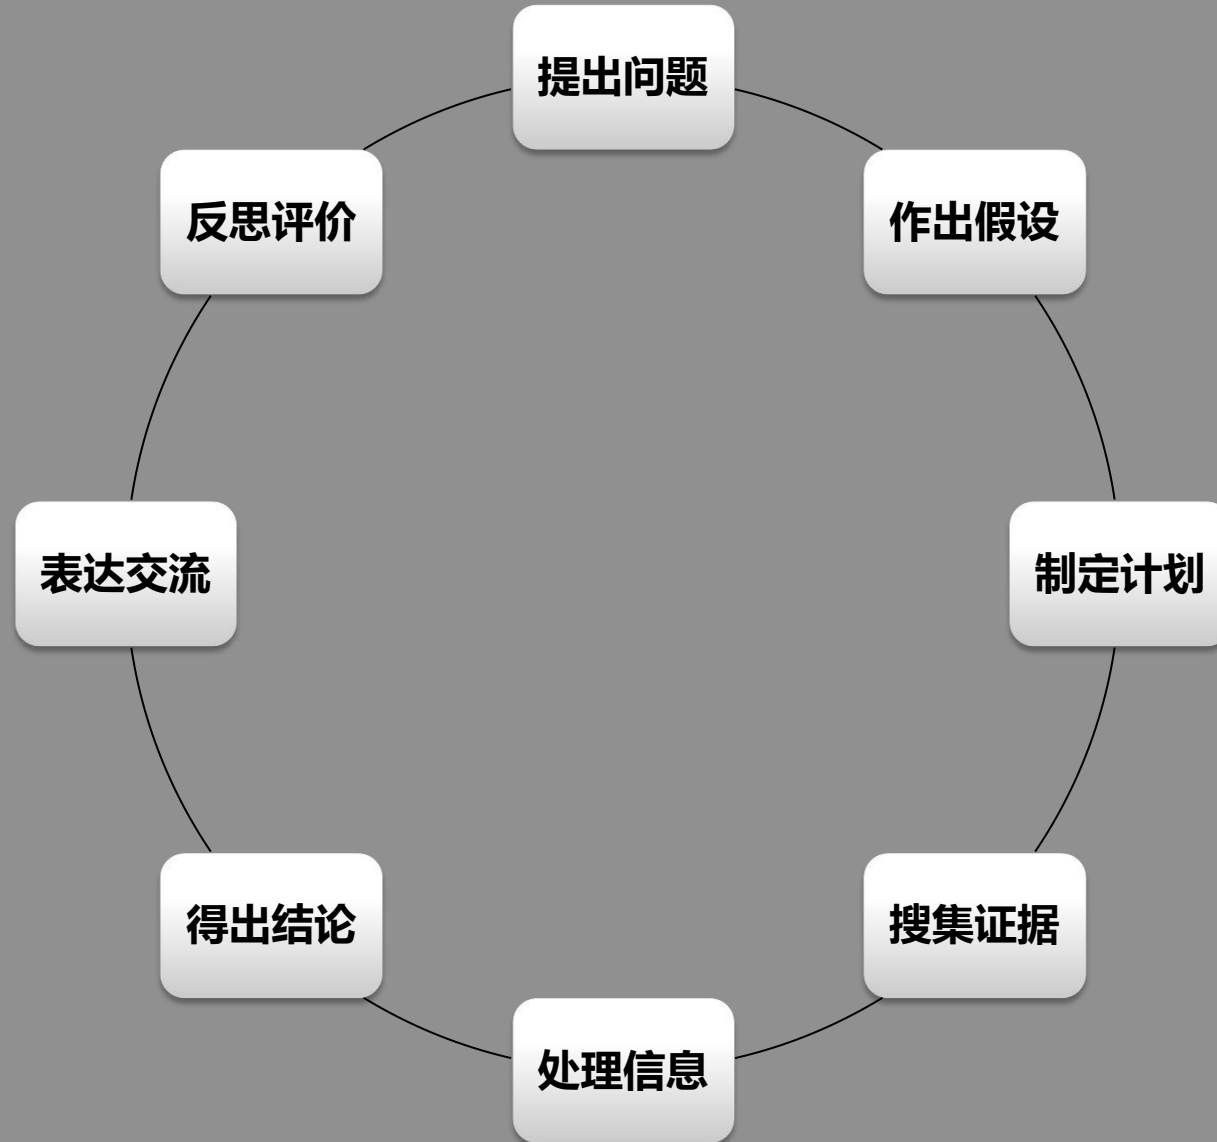 提出问题
作出假设
制定计划
搜集证据
处理信息
得出结论
表达交流
反思评价